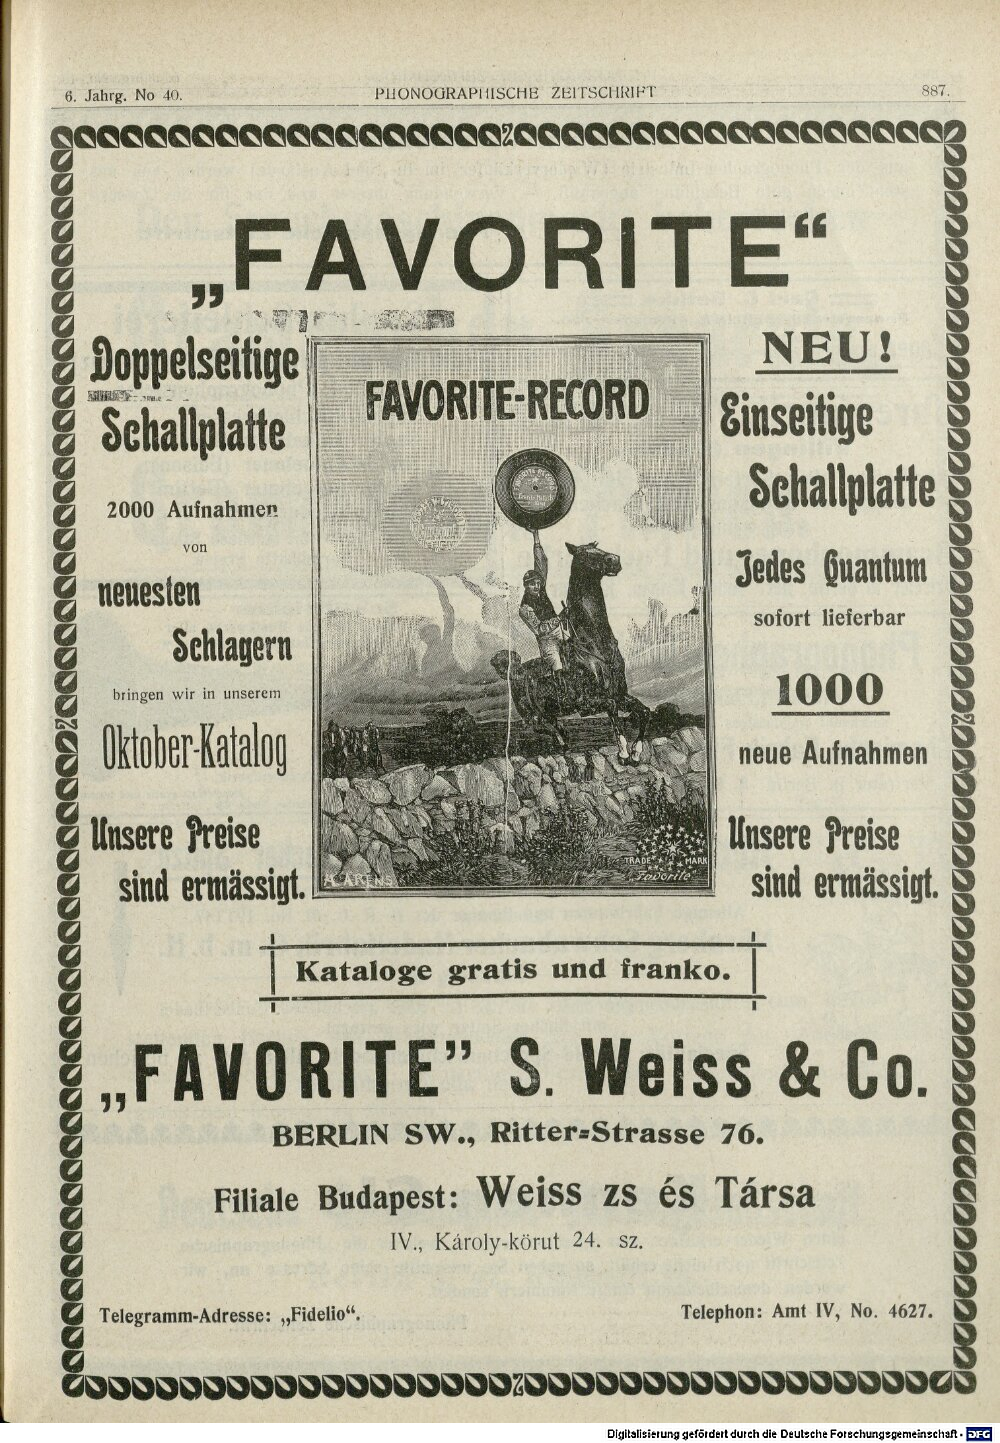 6. Jahrg. No 40.
PHONOGRAPHISCHE ZEITSCHRIFT
887.
„FAVORITE“
Doppelseitige
Schallplatte
2000 Aufnahmen
von
neuesten
Schlagern
bringen wir in unserem
Oktober-Katalog
Unsere Preise
sind ermässigt.
FAVORITE-RECORD
H. ARENS
TRADE MARK
Favorite
NEU!
Einseitige
Schallplatte
Jedes Quantum
sofort lieferbar
1000
neue Aufnahmen
Unsere Preise
sind ermässigt.
Kataloge gratis und franko.
„FAVORITE” S. Weiss & Co.
BERLIN SW., Ritter-Strasse 76.
Filiale Budapest: Weiss zs és Társa
IV., Károly-körut 24. sz.
Telegramm-Adresse: „Fidelio“.
Telephon: Amt IV, No. 4627.
Digitalisierung gefördert durch die Deutsche Forschungsgemeinschaft - DFG